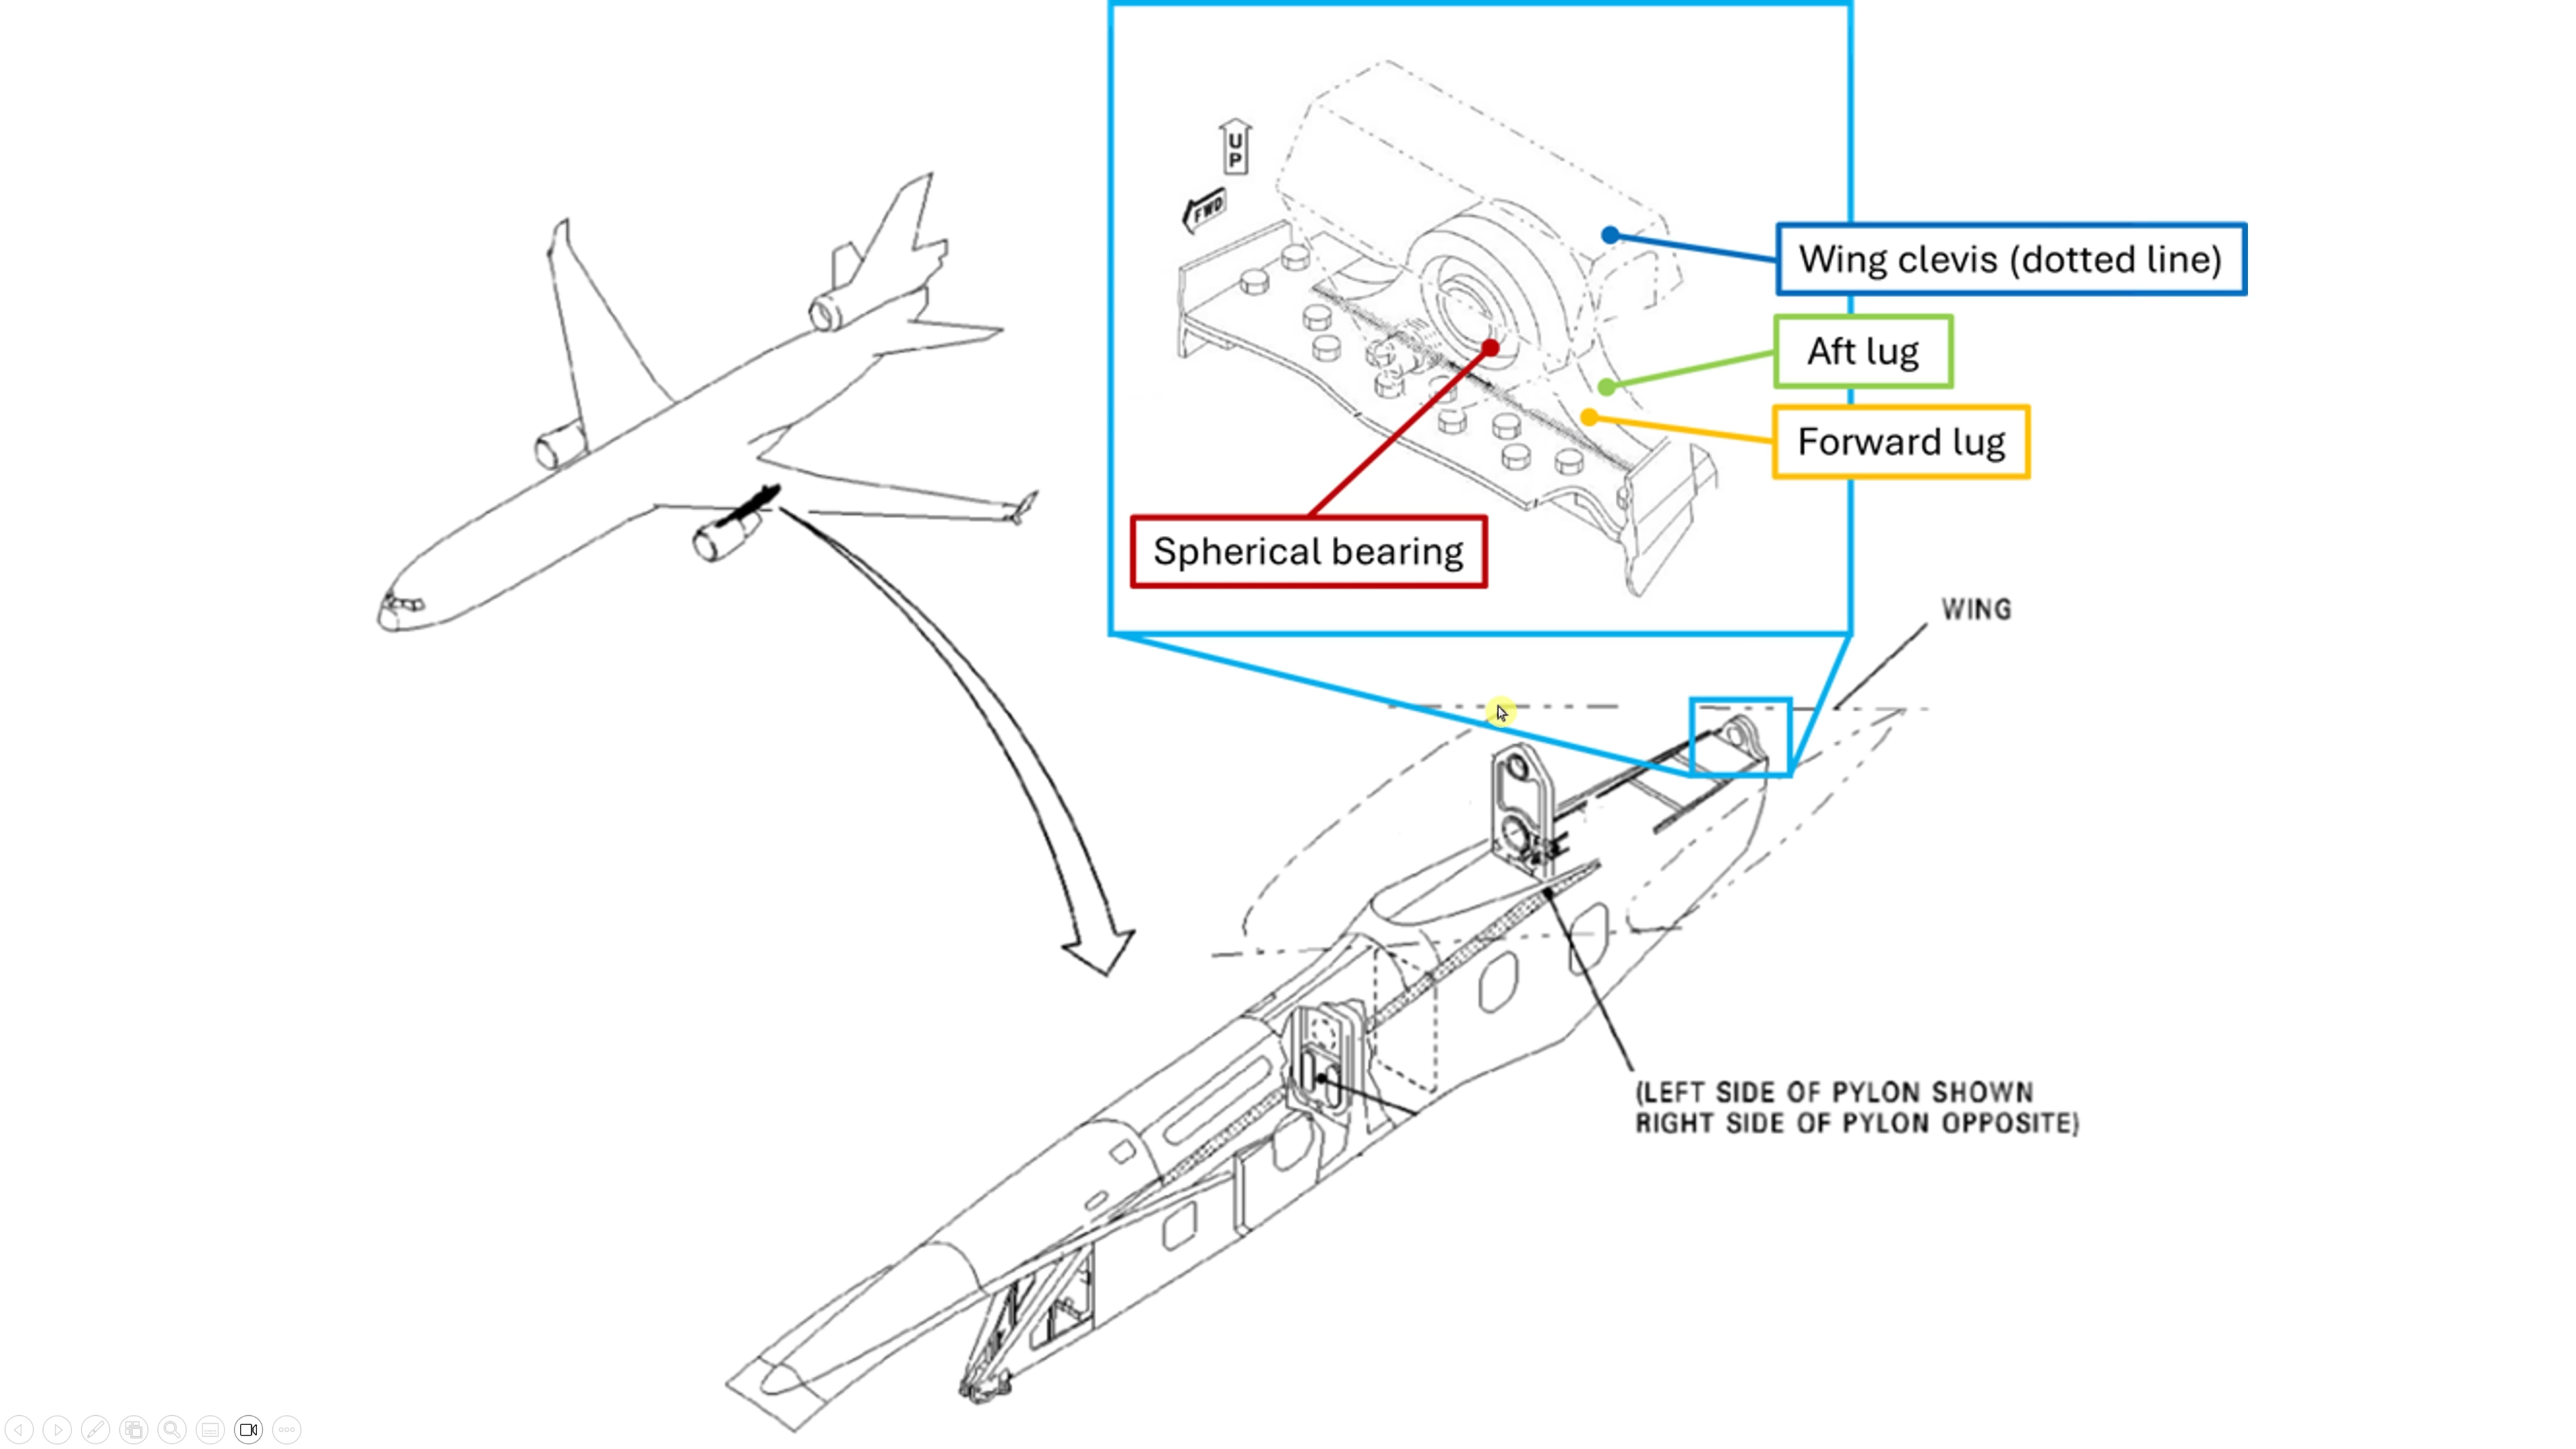 UP
FWD
Wing clevis (dotted line)
Aft lug
Forward lug
Spherical bearing
WING
(LEFT SIDE OF PYLON SHOWN
RIGHT SIDE OF PYLON OPPOSITE)